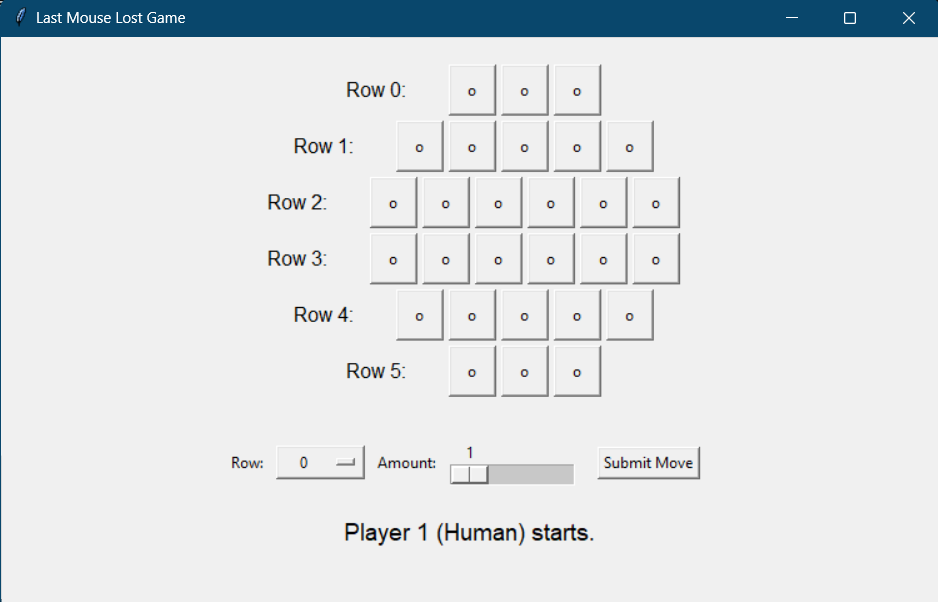 Last Mouse Lost Game
Row 0: o o o
Row 1: o o o o o
Row 2: o o o o o o
Row 3: o o o o o o
Row 4: o o o o o
Row 5: o o o
1
Row: 0 Amount: Submit Move
Player 1 (Human) starts.